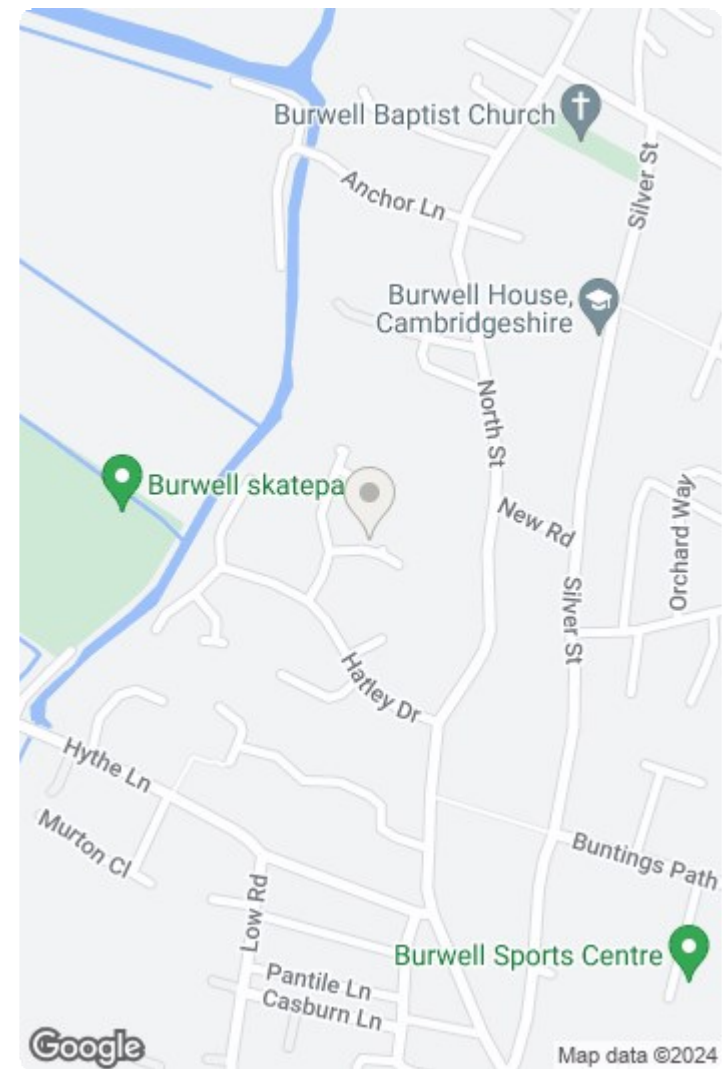 Burwell Baptist Church
Silver St
Anchor Ln
Burwell House,
Cambridgeshire
North St
Burwell skatepa
New Rd
Orchard Way
Silver St
Hatley Dr
Hythe Ln
Murton Cl
Buntings Path
Low Rd
Burwell Sports Centre
Pantile Ln
Casburn Ln
Google
Map data ©2024